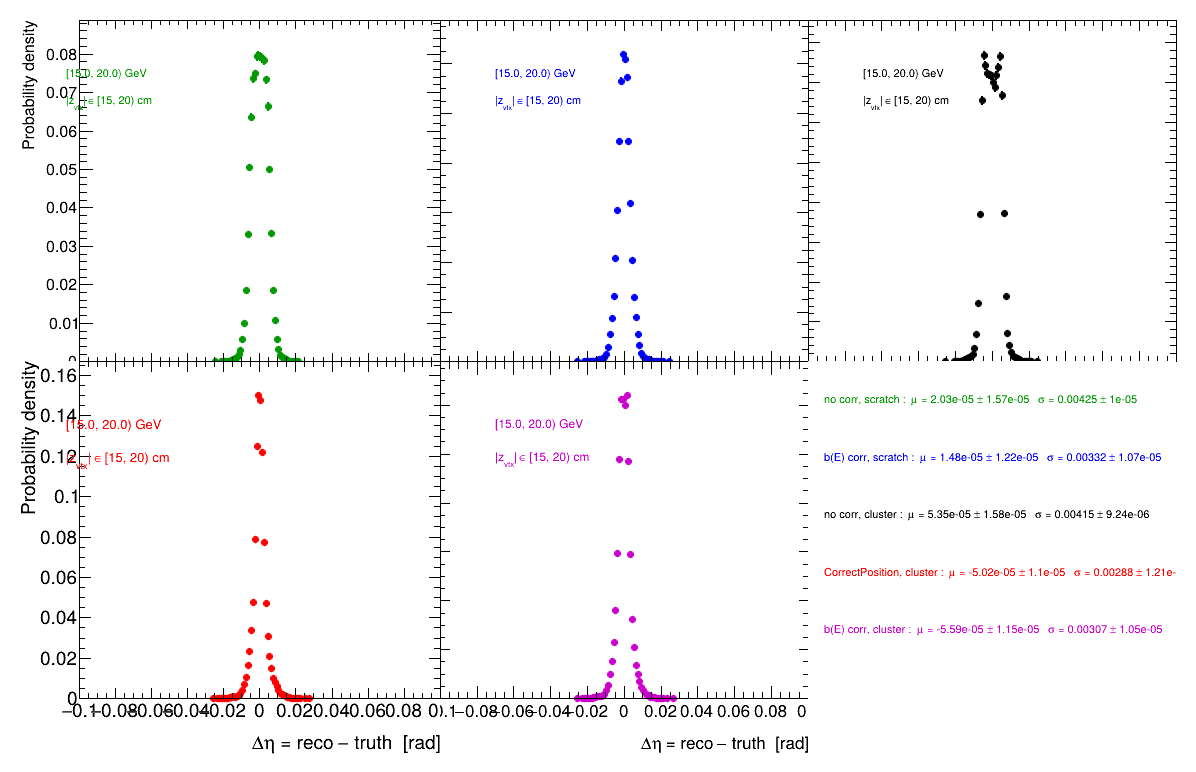 Probability density
0.08
0.07
0.06
0.05
0.04
0.03
0.02
0.01
0
[15.0, 20.0) GeV
|z_vtx| ∈ [15, 20) cm
[15.0, 20.0) GeV
|z_vtx| ∈ [15, 20) cm
[15.0, 20.0) GeV
|z_vtx| ∈ [15, 20) cm
Probability density
0.16
0.14
0.12
0.1
0.08
0.06
0.04
0.02
0
[15.0, 20.0) GeV
|z_vtx| ∈ [15, 20) cm
[15.0, 20.0) GeV
|z_vtx| ∈ [15, 20) cm
−0.1 −0.08 −0.06 −0.04 −0.02 0 0.02 0.04 0.06 0.08 0.1
−0.08 −0.06 −0.04 −0.02 0 0.02 0.04 0.06 0.08 0
Δη = reco − truth [rad]
Δη = reco − truth [rad]
no corr, scratch : μ = 2.03e-05 ± 1.57e-05 σ = 0.00425 ± 1e-05
b(E) corr, scratch : μ = 1.48e-05 ± 1.22e-05 σ = 0.00332 ± 1.07e-05
no corr, cluster : μ = 5.35e-05 ± 1.58e-05 σ = 0.00415 ± 9.24e-06
CorrectPosition, cluster : μ = -5.02e-05 ± 1.1e-05 σ = 0.00288 ± 1.21e-
b(E) corr, cluster : μ = -5.59e-05 ± 1.15e-05 σ = 0.00307 ± 1.05e-05